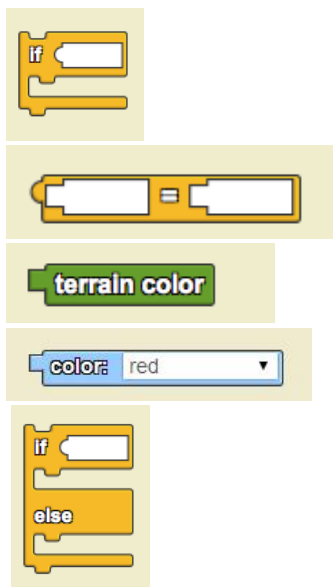 if
=
terrain color
color: red
if
else